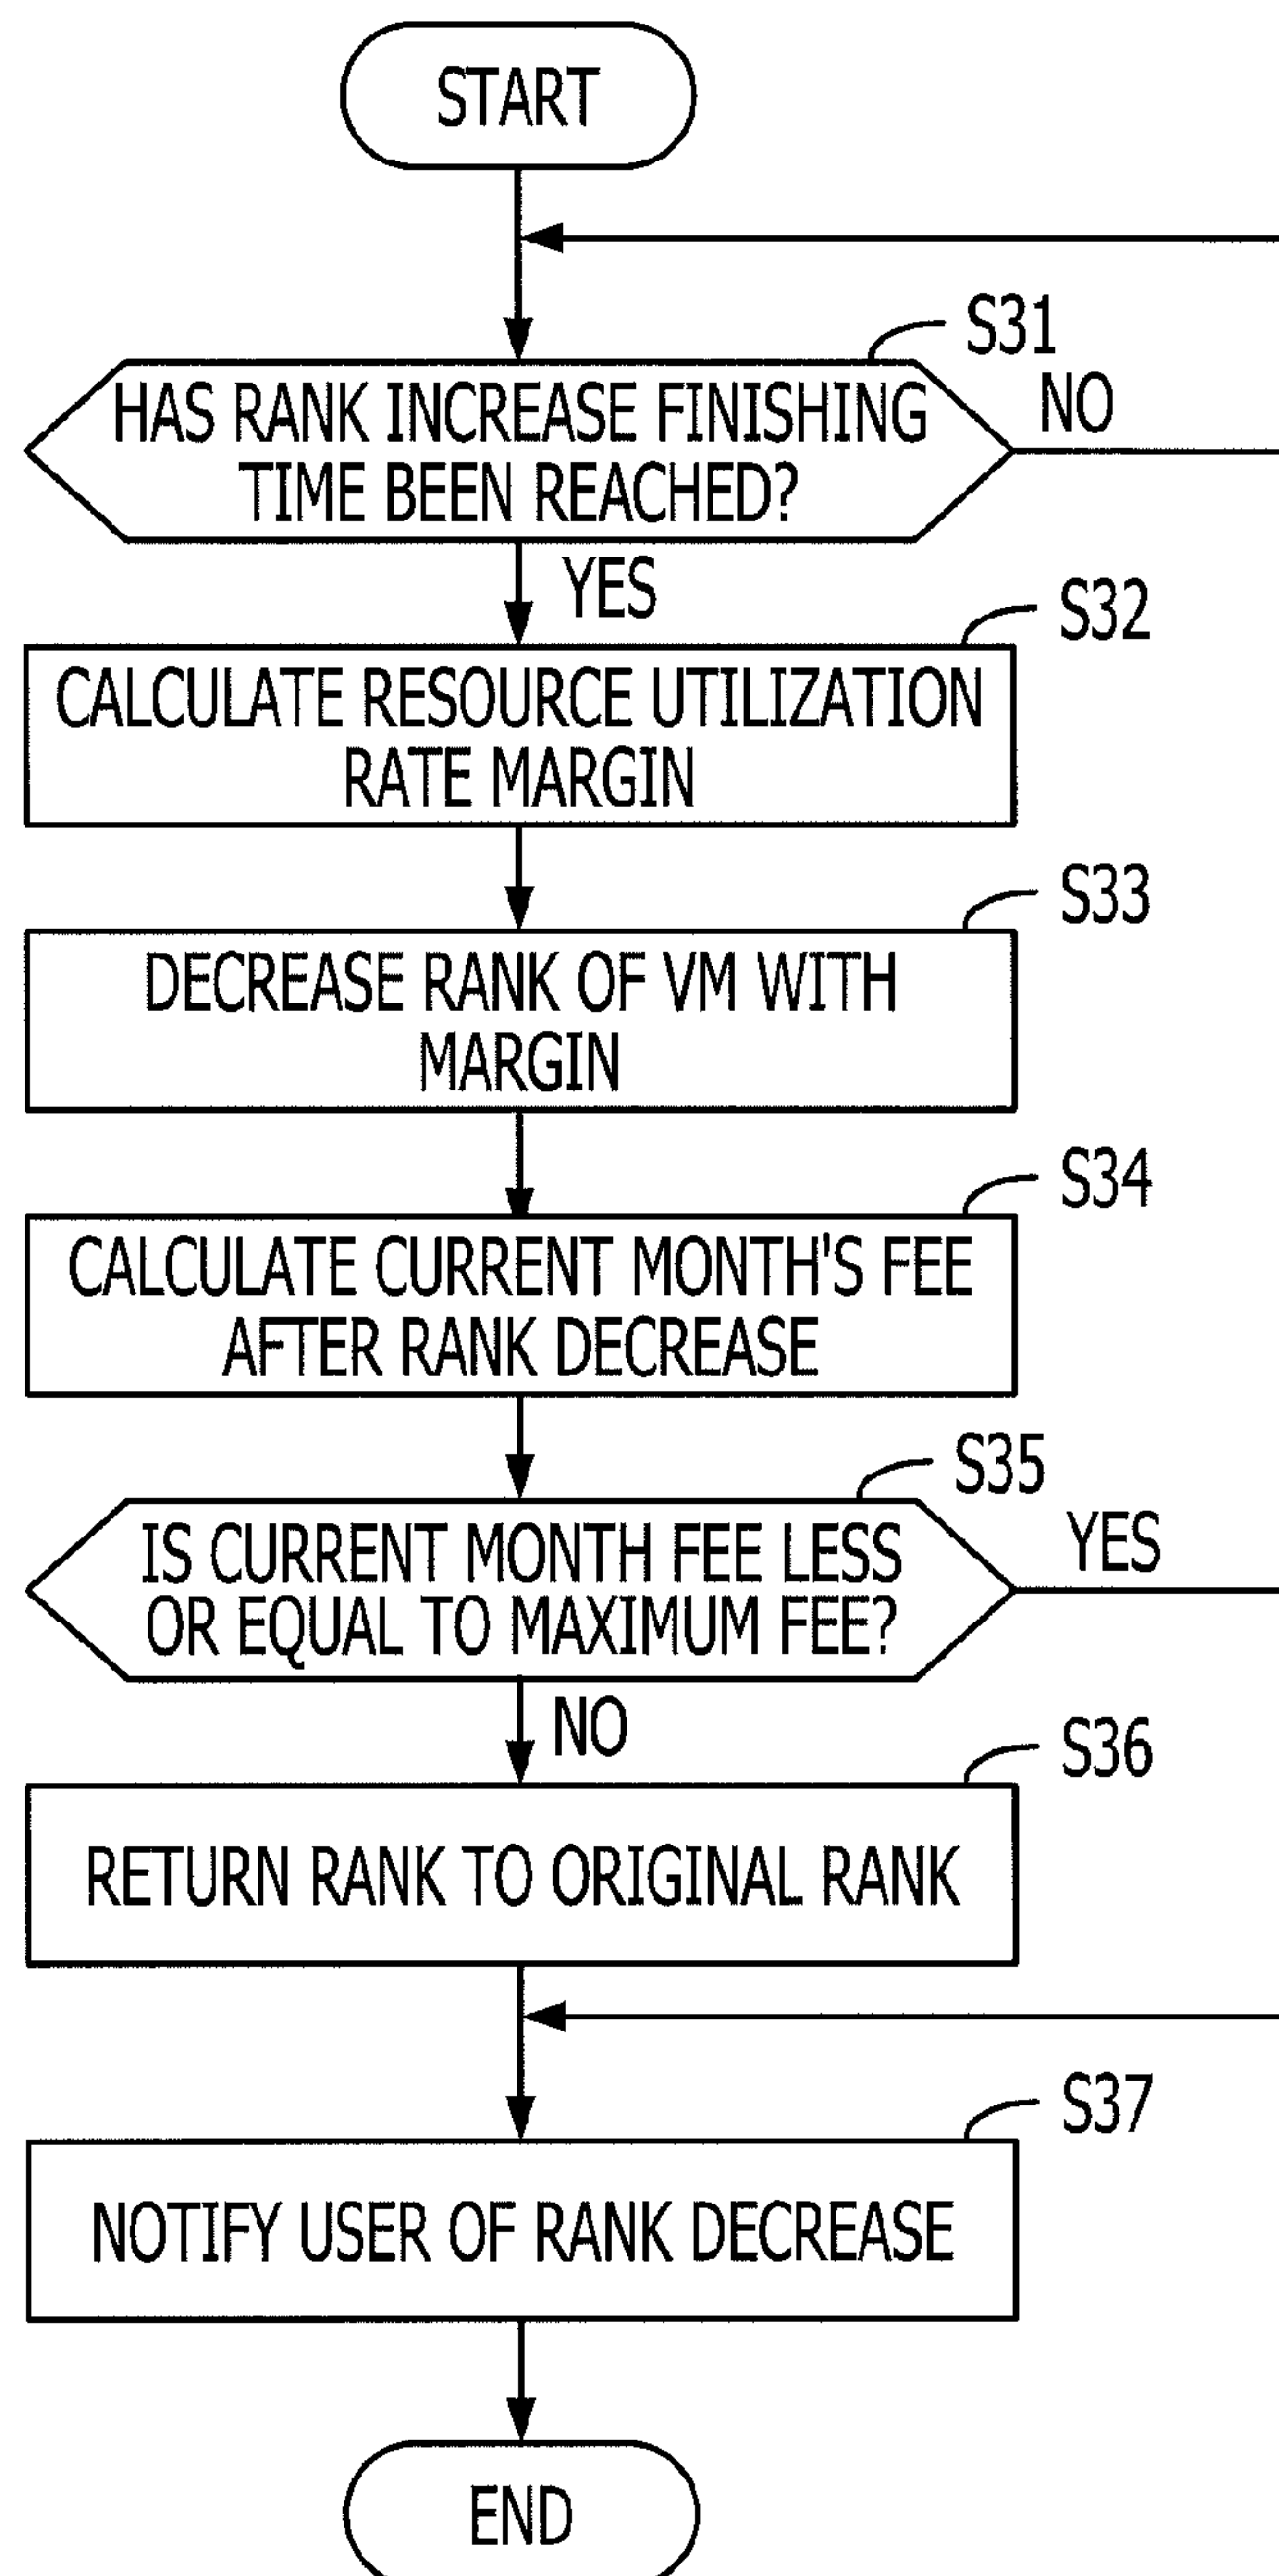 START
S31
HAS RANK INCREASE FINISHING
TIME BEEN REACHED?
NO
YES
S32
CALCULATE RESOURCE UTILIZATION
RATE MARGIN
S33
DECREASE RANK OF VM WITH
MARGIN
S34
CALCULATE CURRENT MONTH'S FEE
AFTER RANK DECREASE
S35
IS CURRENT MONTH FEE LESS
OR EQUAL TO MAXIMUM FEE?
YES
NO
S36
RETURN RANK TO ORIGINAL RANK
S37
NOTIFY USER OF RANK DECREASE
END